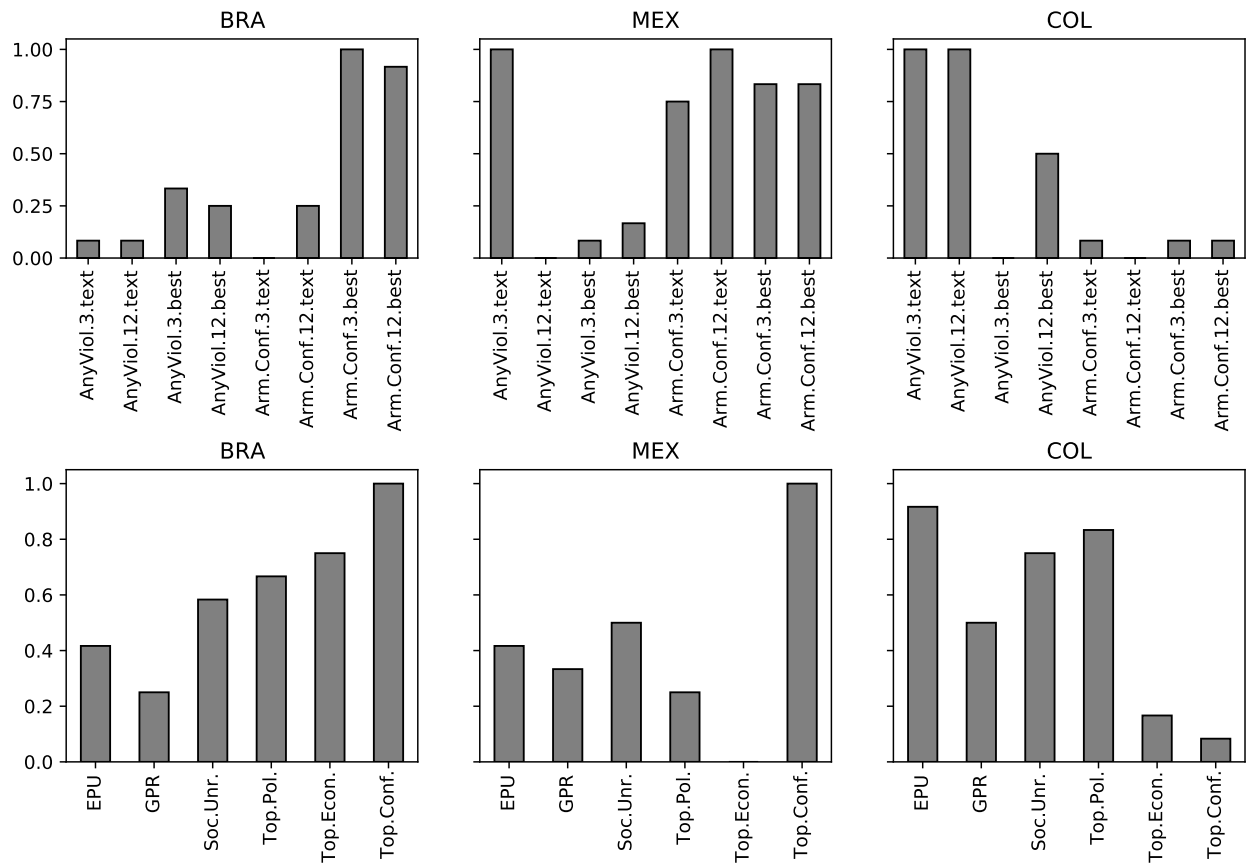 BRA MEX COL
1.00
0.75
0.50
0.25
0.00
AnyViol.3.text AnyViol.12.text AnyViol.3.best AnyViol.12.best Arm.Conf.3.text Arm.Conf.12.text Arm.Conf.3.best Arm.Conf.12.best
AnyViol.3.text AnyViol.12.text AnyViol.3.best AnyViol.12.best Arm.Conf.3.text Arm.Conf.12.text Arm.Conf.3.best Arm.Conf.12.best
AnyViol.3.text AnyViol.12.text AnyViol.3.best AnyViol.12.best Arm.Conf.3.text Arm.Conf.12.text Arm.Conf.3.best Arm.Conf.12.best
BRA MEX COL
1.0
0.8
0.6
0.4
0.2
0.0
EPU GPR Soc.Unr. Top.Pol. Top.Econ. Top.Conf.
EPU GPR Soc.Unr. Top.Pol. Top.Econ. Top.Conf.
EPU GPR Soc.Unr. Top.Pol. Top.Econ. Top.Conf.